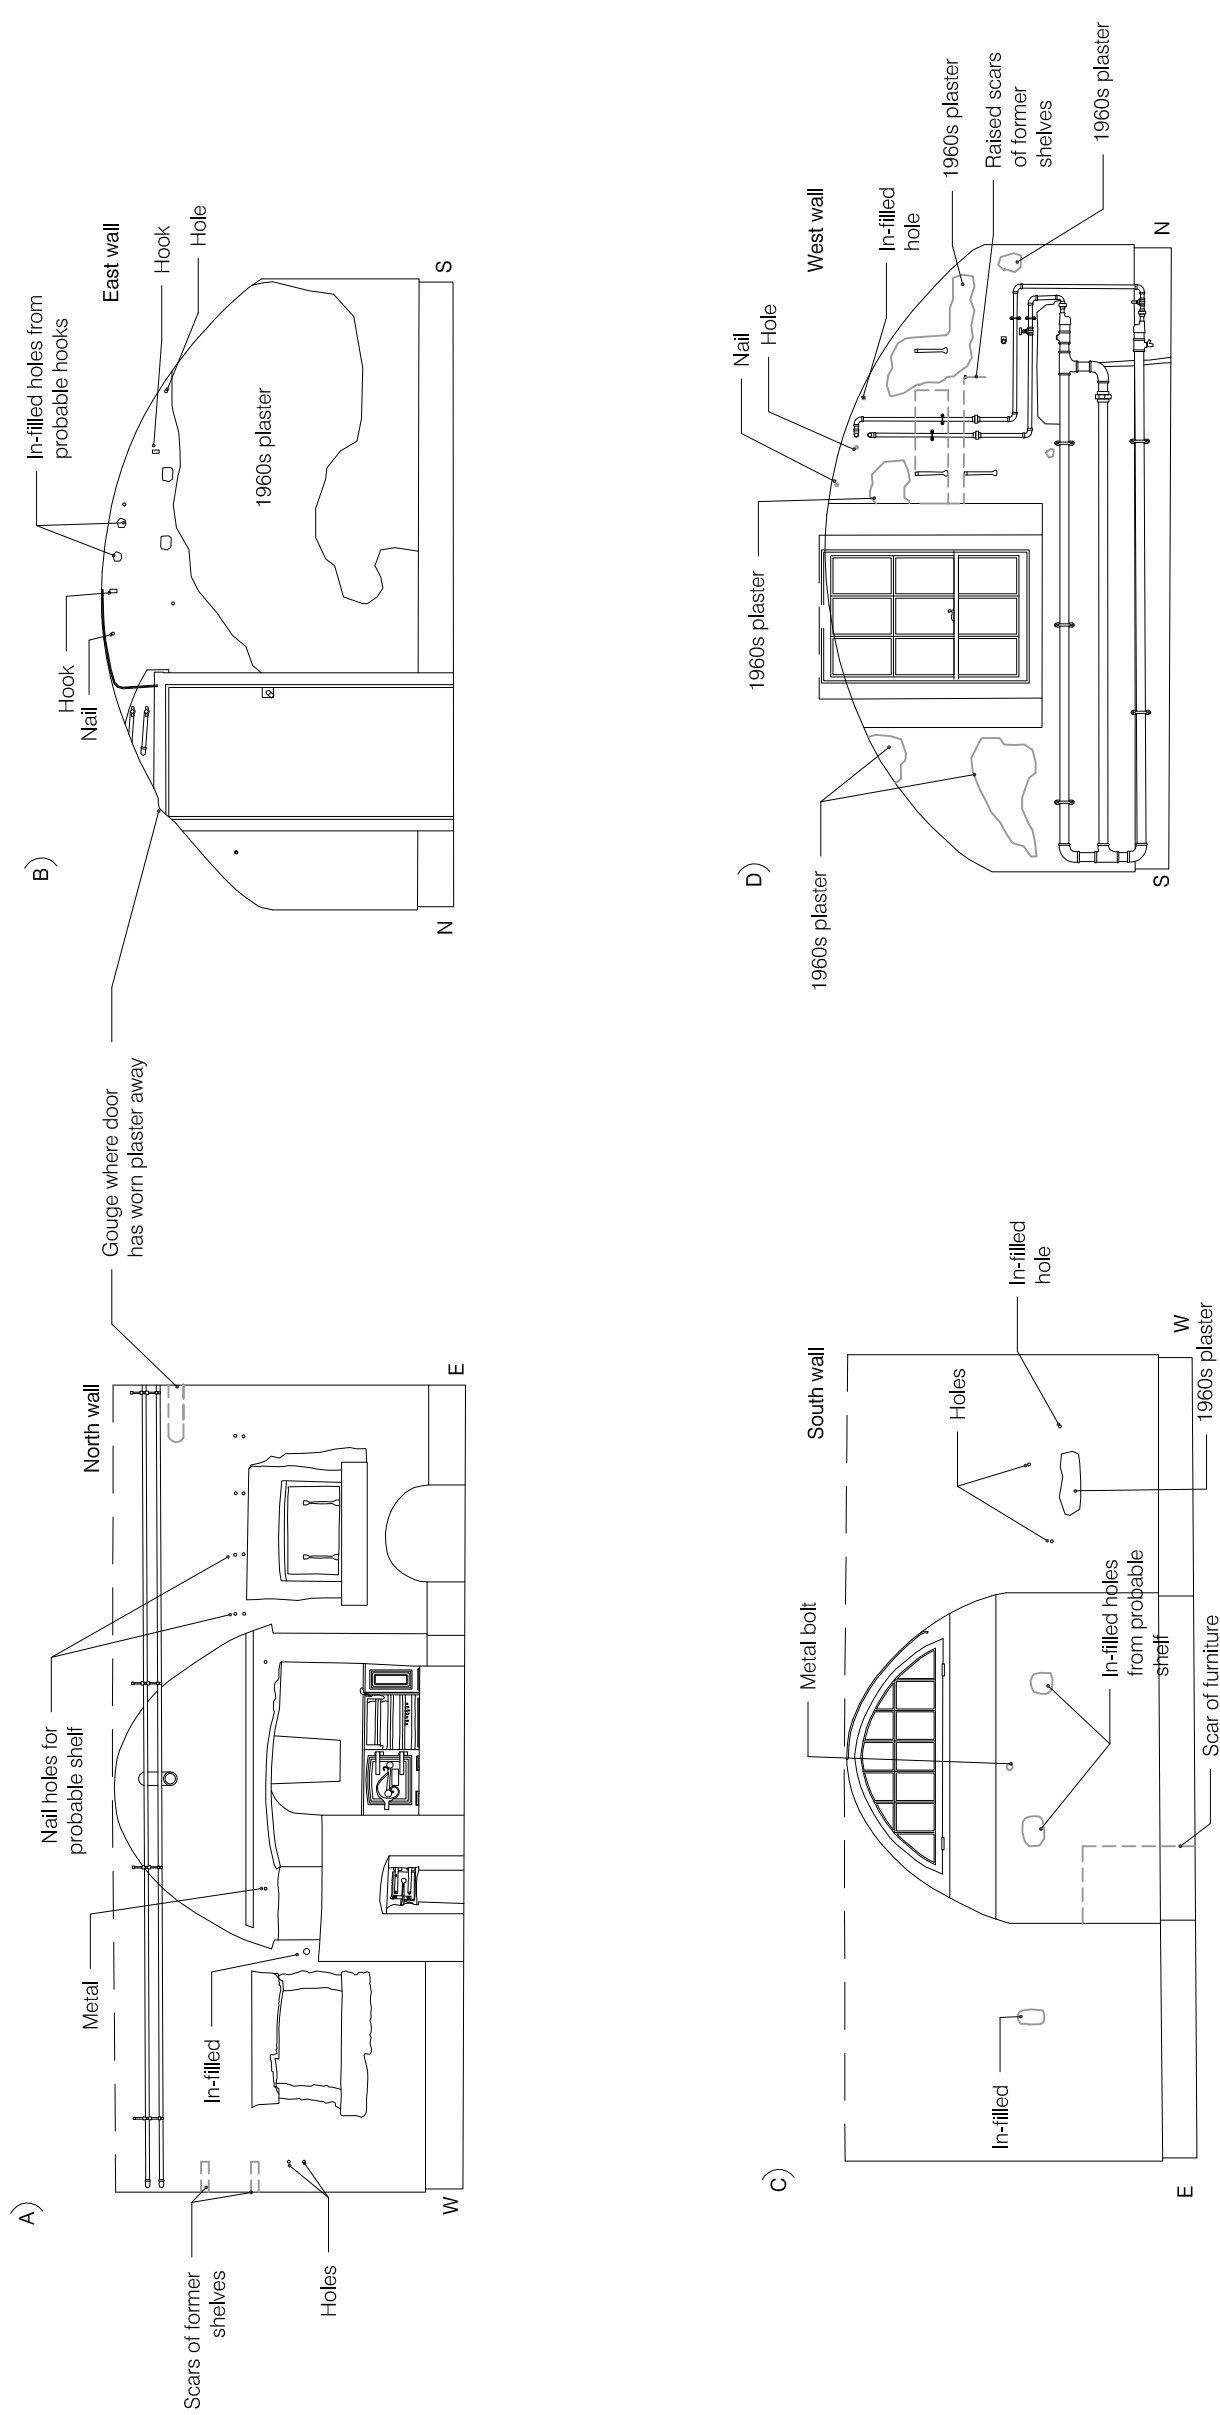 A)
North wall
Nail holes for
probable shelf
Metal
In-filled
Scars of former
shelves
Holes
W
E
Gouge where door
has worn plaster away
B)
East wall
In-filled holes from
probable hooks
Hook
Hole
Hook
Nail
1960s plaster
N
S
C)
South wall
Metal bolt
Holes
In-filled
hole
In-filled
In-filled holes
from probable
shelf
Scar of furniture
1960s plaster
E
W
D)
West wall
Nail
Hole
In-filled
hole
1960s plaster
Raised scars
of former
shelves
1960s plaster
1960s plaster
1960s plaster
S
N